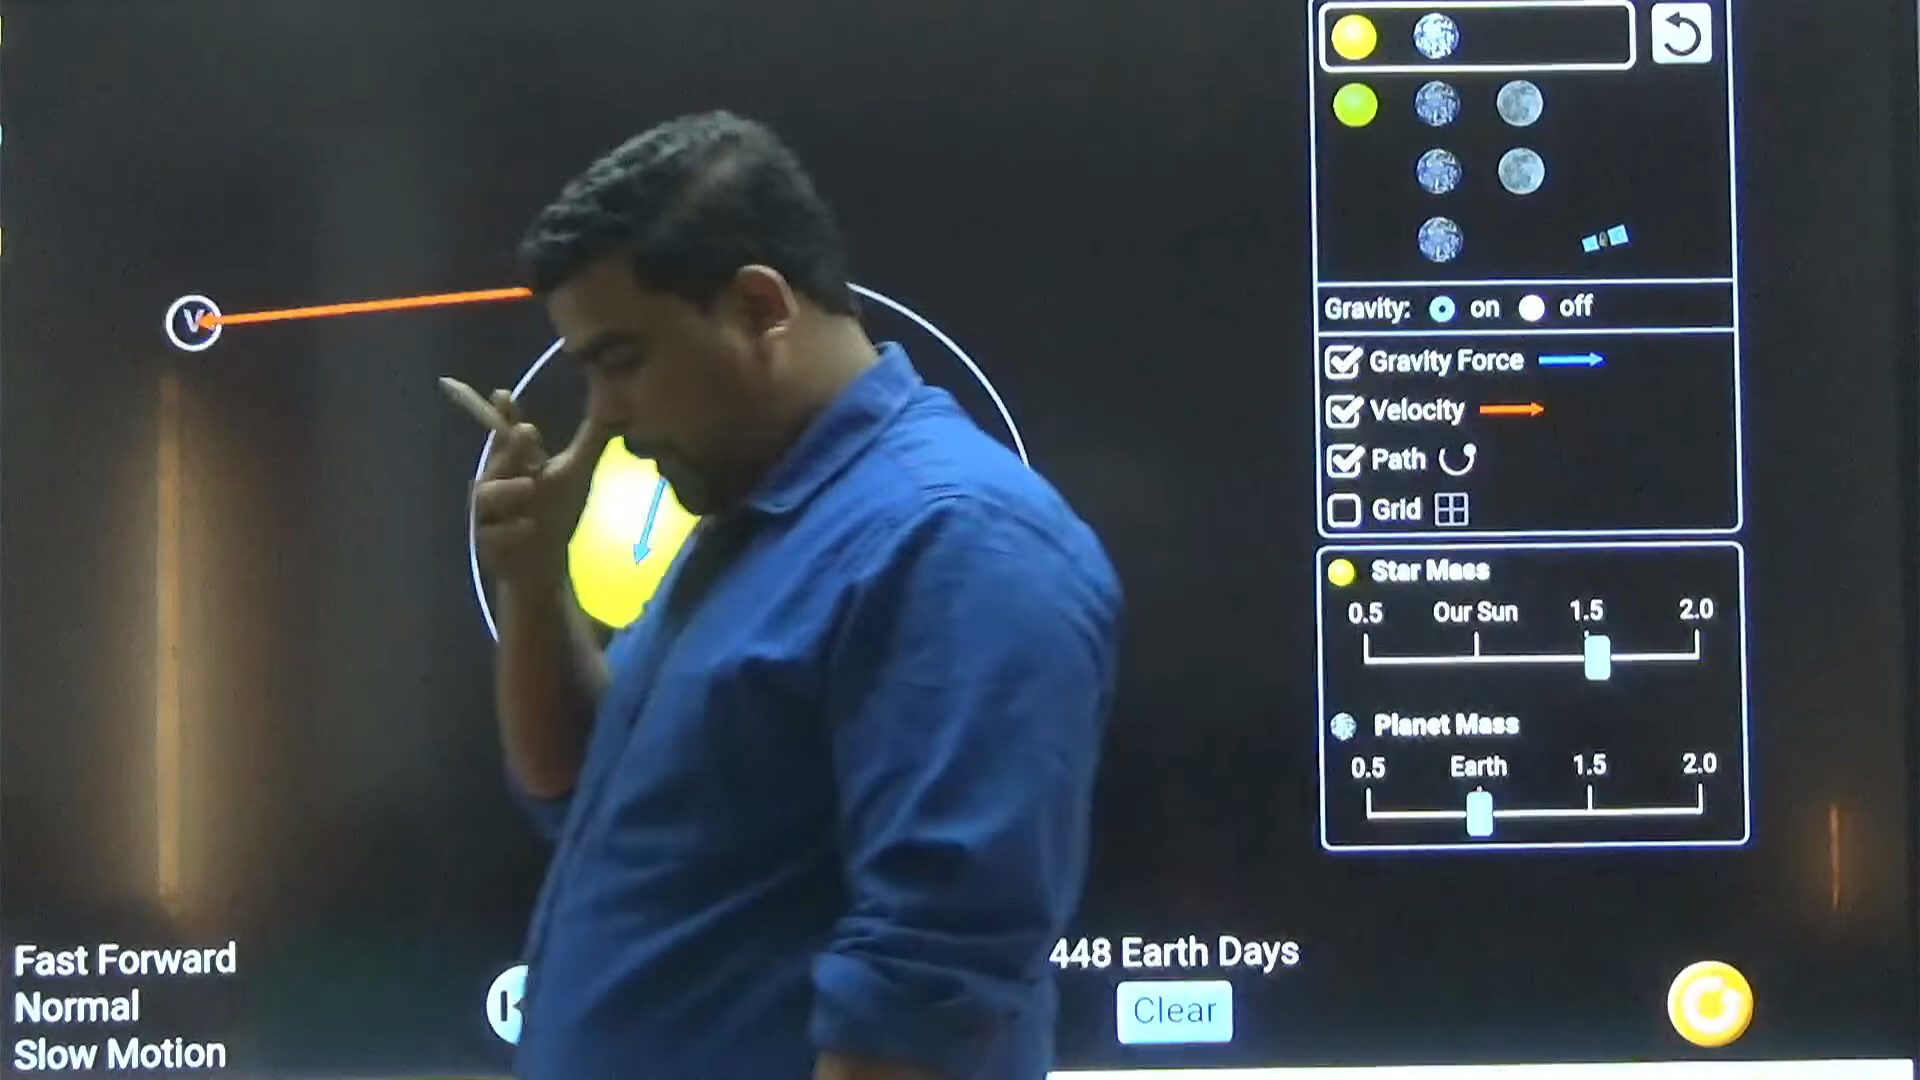 V
Gravity: on off
Gravity Force
Velocity
Path
Grid
Star Mass
0.5 Our Sun 1.5 2.0
Planet Mass
0.5 Earth 1.5 2.0
448 Earth Days
Clear
Fast Forward
Normal
Slow Motion